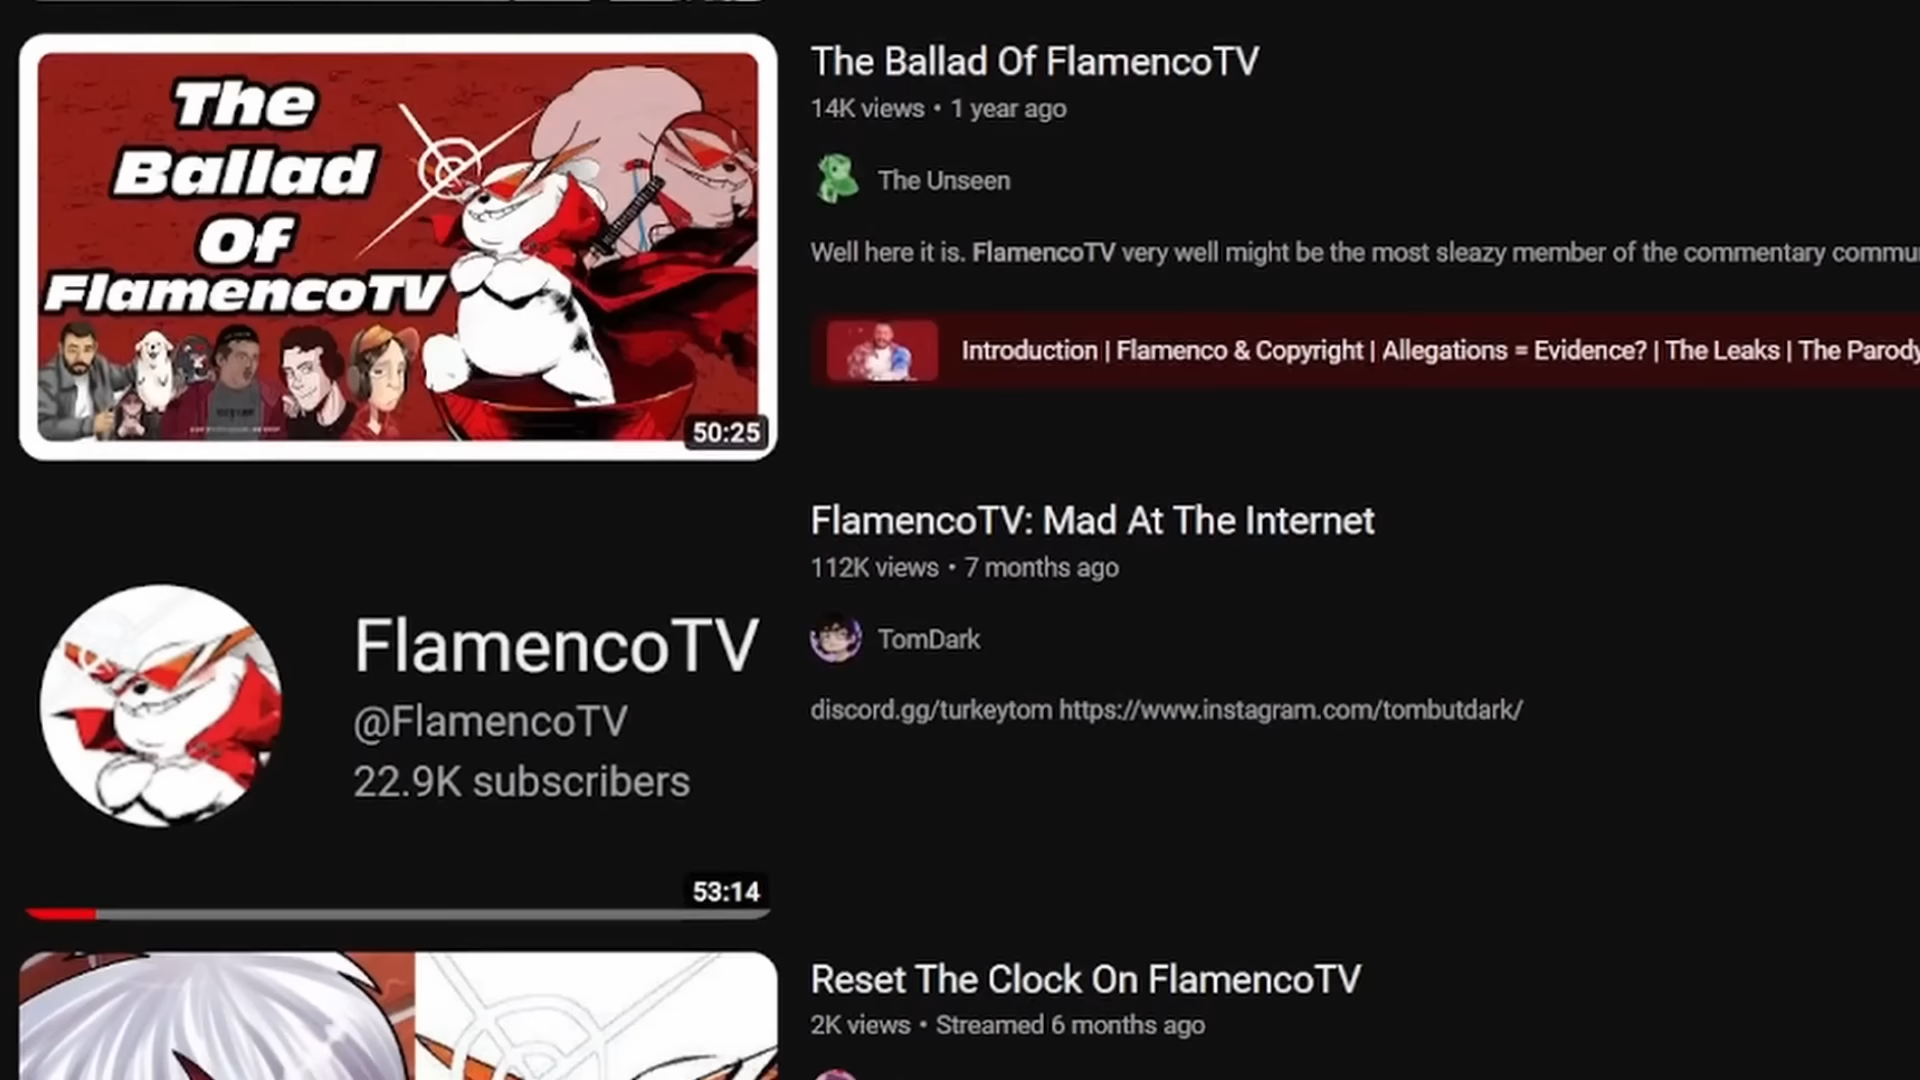 The
Ballad
Of
FlamencoTV
50:25
The Ballad Of FlamencoTV
14K views • 1 year ago
The Unseen
Well here it is. FlamencoTV very well might be the most sleazy member of the commentary commu
Introduction | Flamenco & Copyright | Allegations = Evidence? | The Leaks | The Parody
FlamencoTV
@FlamencoTV
22.9K subscribers
53:14
FlamencoTV: Mad At The Internet
112K views • 7 months ago
TomDark
discord.gg/turkeytom https://www.instagram.com/tombutdark/
Reset The Clock On FlamencoTV
2K views • Streamed 6 months ago